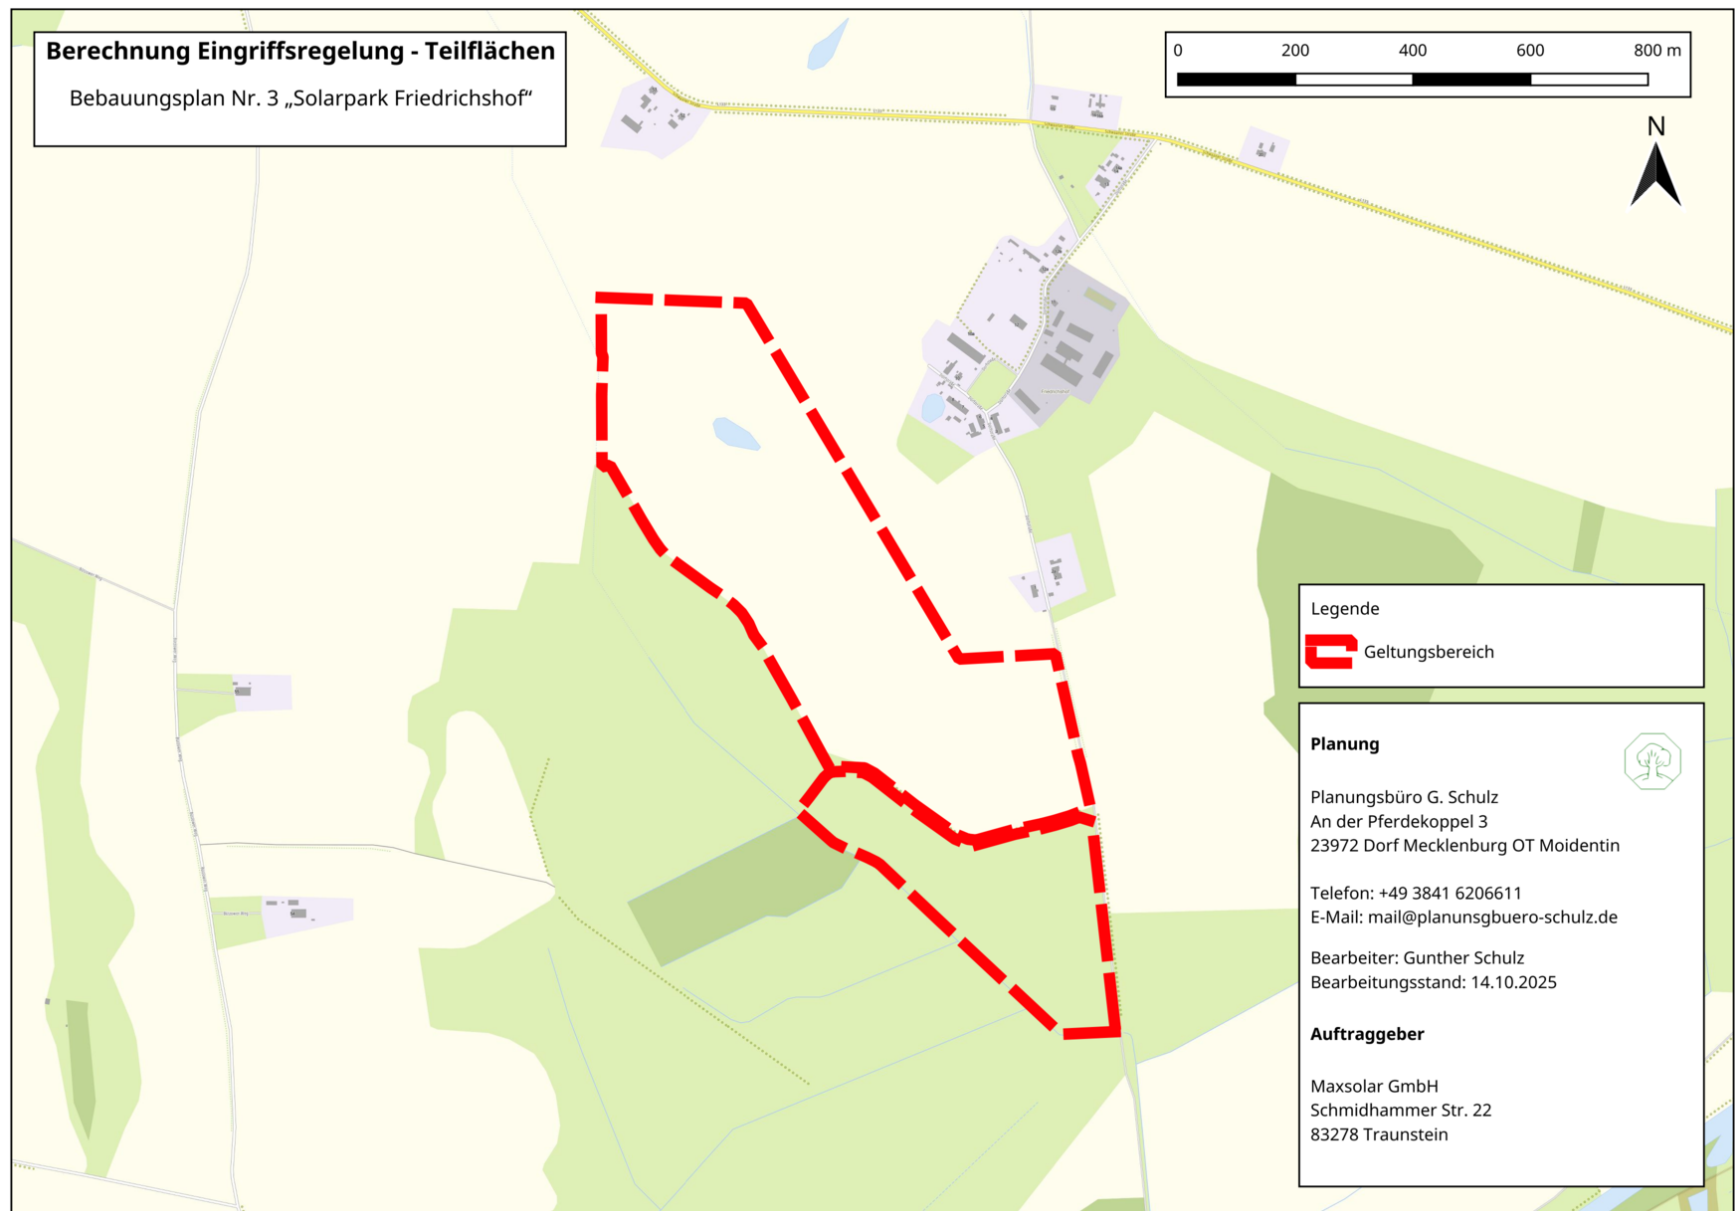 Berechnung Eingriffsregelung - Teilflächen
Bebauungsplan Nr. 3 „Solarpark Friedrichshof“
0 200 400 600 800 m
N
Legende
Geltungsbereich
Planung
Planungsbüro G. Schulz
An der Pferdekoppel 3
23972 Dorf Mecklenburg OT Moidentin
Telefon: +49 3841 6206611
E-Mail: mail@planunsgbuero-schulz.de
Bearbeiter: Gunther Schulz
Bearbeitungsstand: 14.10.2025
Auftraggeber
Maxsolar GmbH
Schmidhammer Str. 22
83278 Traunstein